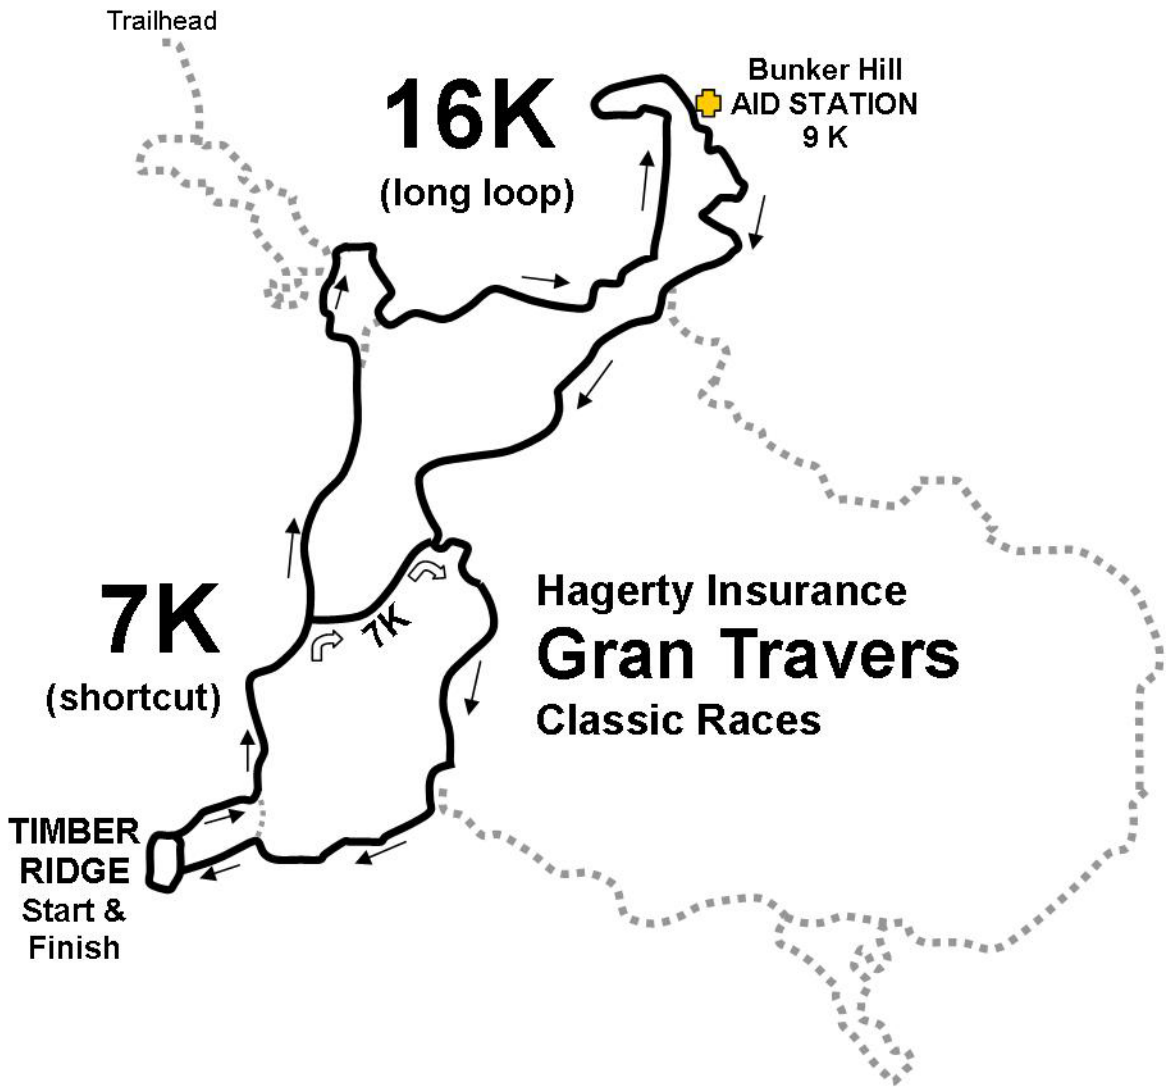 Trailhead
16K
(long loop)
Bunker Hill
AID STATION
9 K
7K
(shortcut)
7K
Hagerty Insurance
Gran Travers
Classic Races
TIMBER
RIDGE
Start &
Finish